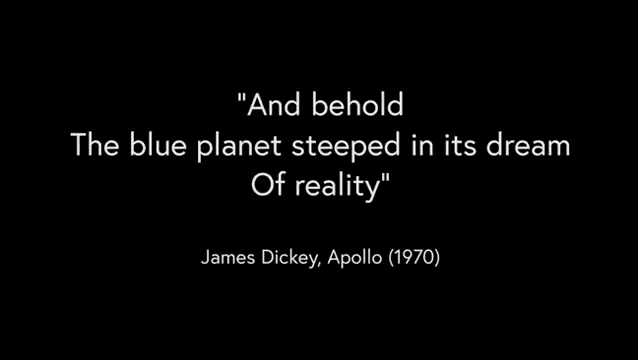 "And behold
The blue planet steeped in its dream
Of reality"
James Dickey, Apollo (1970)